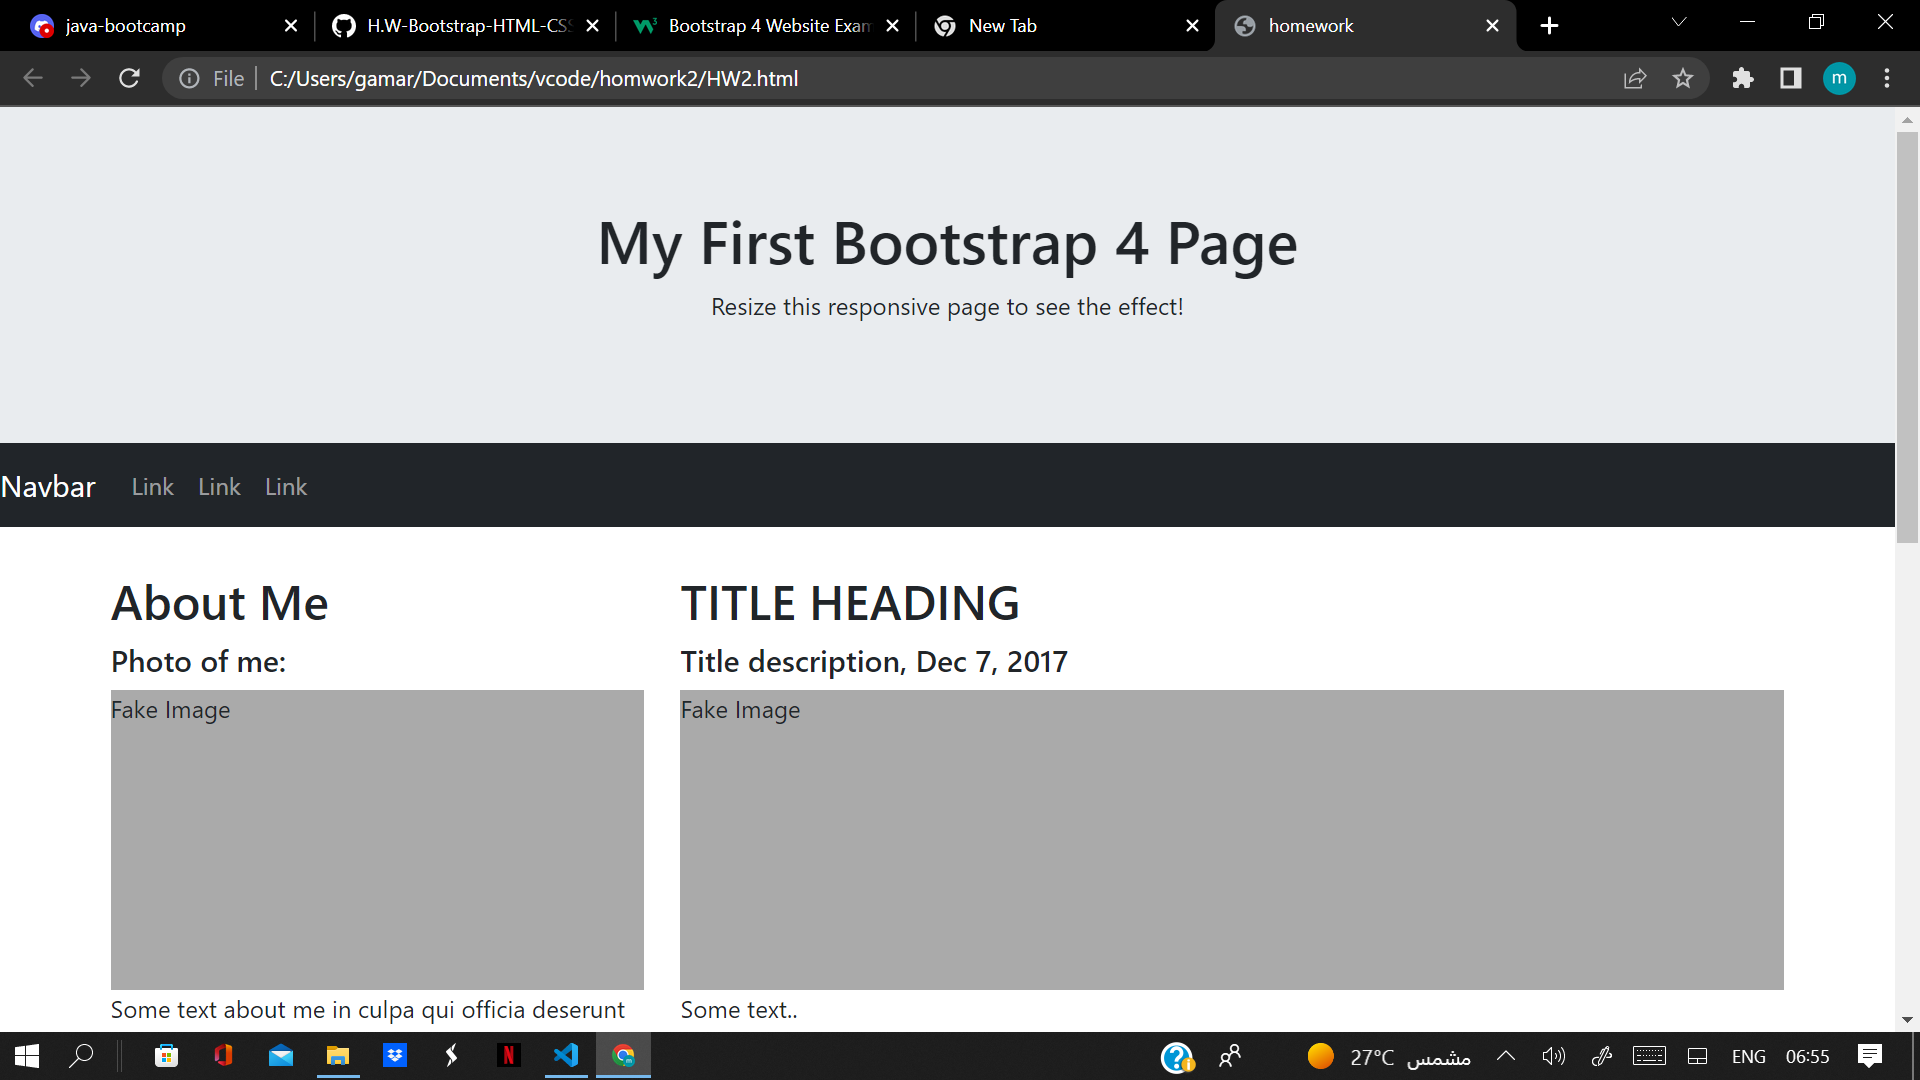 java-bootcamp
H.W-Bootstrap-HTML-CSS
Bootstrap 4 Website Exam
New Tab
homework
File
C:/Users/gamar/Documents/vcode/homwork2/HW2.html
m
My First Bootstrap 4 Page
Resize this responsive page to see the effect!
Navbar Link Link Link
About Me
Photo of me:
Fake Image
Some text about me in culpa qui officia deserunt
TITLE HEADING
Title description, Dec 7, 2017
Fake Image
Some text..
27°C مشمس
ENG
06:55